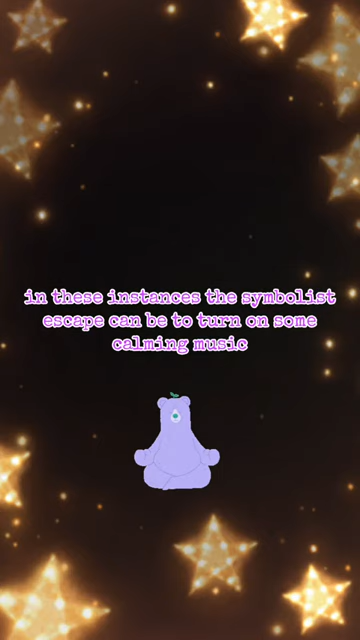 in these instances the symbolist
escape can be to turn on some
calming music